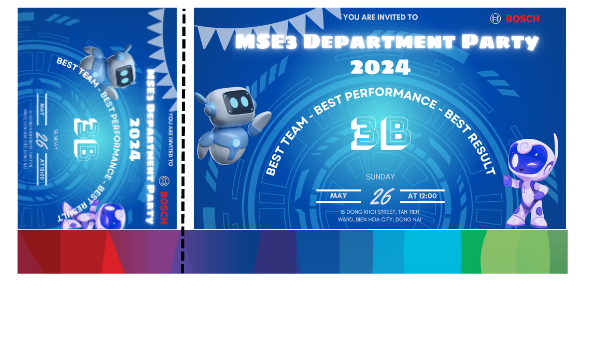 BEST TEAM - BEST PERFORMANCE - BEST RESULT
3B
SUNDAY
MAY 26 AT 12:00
MSE3 DEPARTMENT PARTY
2024
YOU ARE INVITED TO
BOSCH
YOU ARE INVITED TO
BOSCH
MSE3 DEPARTMENT PARTY
2024
BEST TEAM - BEST PERFORMANCE - BEST RESULT
3B
SUNDAY
MAY 26 AT 12:00
15 DONG KHOI STREET, TAN TIEN
WARD, BIEN HOA CITY, DONG NAI